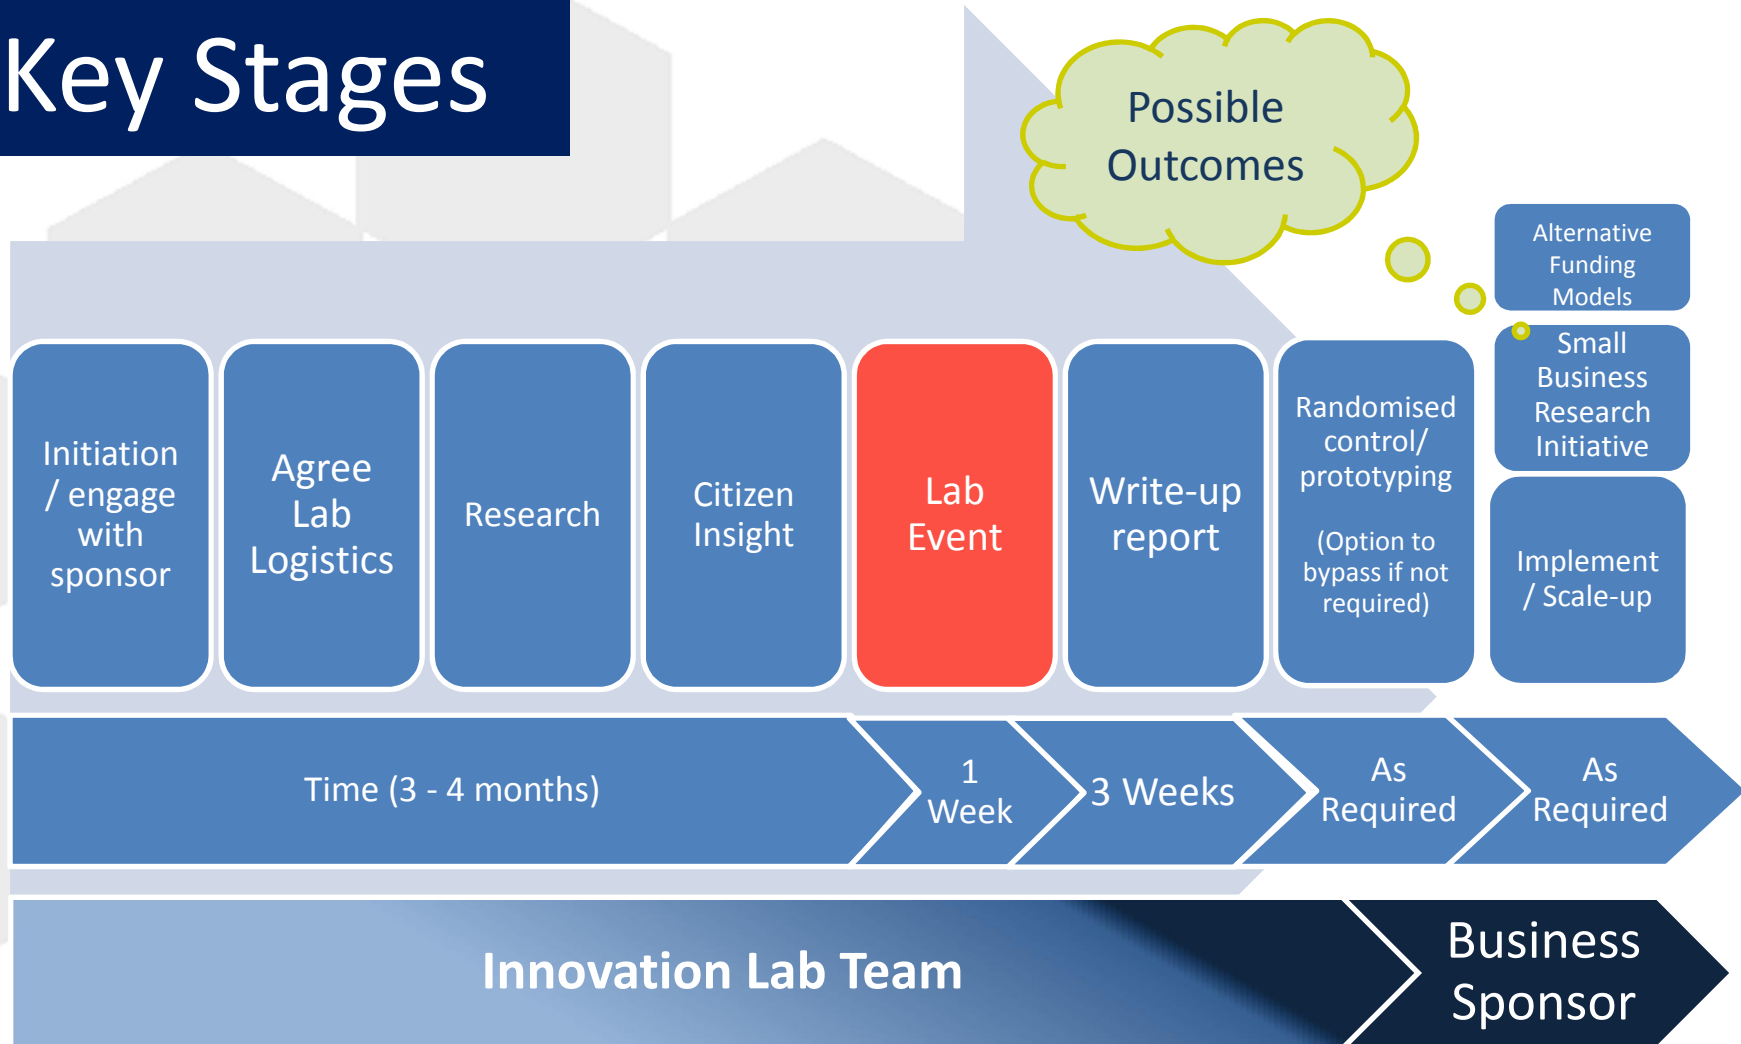 Key Stages
Possible
Outcomes
Alternative
Funding
Models
Small
Business
Research
Initiative
Implement
/ Scale-up
Initiation
/ engage
with
sponsor
Agree
Lab
Logistics
Research
Citizen
Insight
Lab
Event
Write-up
report
Randomised
control/
prototyping
(Option to
bypass if not
required)
Time (3 - 4 months)
1
Week
3 Weeks
As
Required
As
Required
Innovation Lab Team
Business
Sponsor